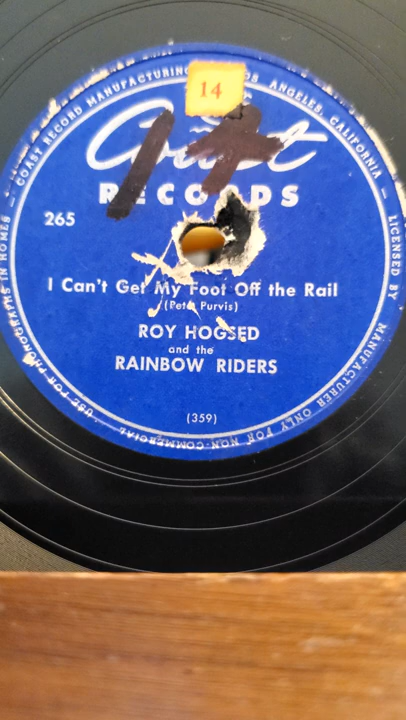 COAST RECORD MANUFACTURING LOS ANGELES, CALIFORNIA —
14
17
Coast
RECORDS
265
I Can't Get My Foot Off the Rail
(Pete Purvis)
ROY HOGSED
and the
RAINBOW RIDERS
(359)
LICENSED BY MANUFACTURER ONLY FOR NON-COMMERCIAL USE FOR PHONOGRAPHS IN HOMES —